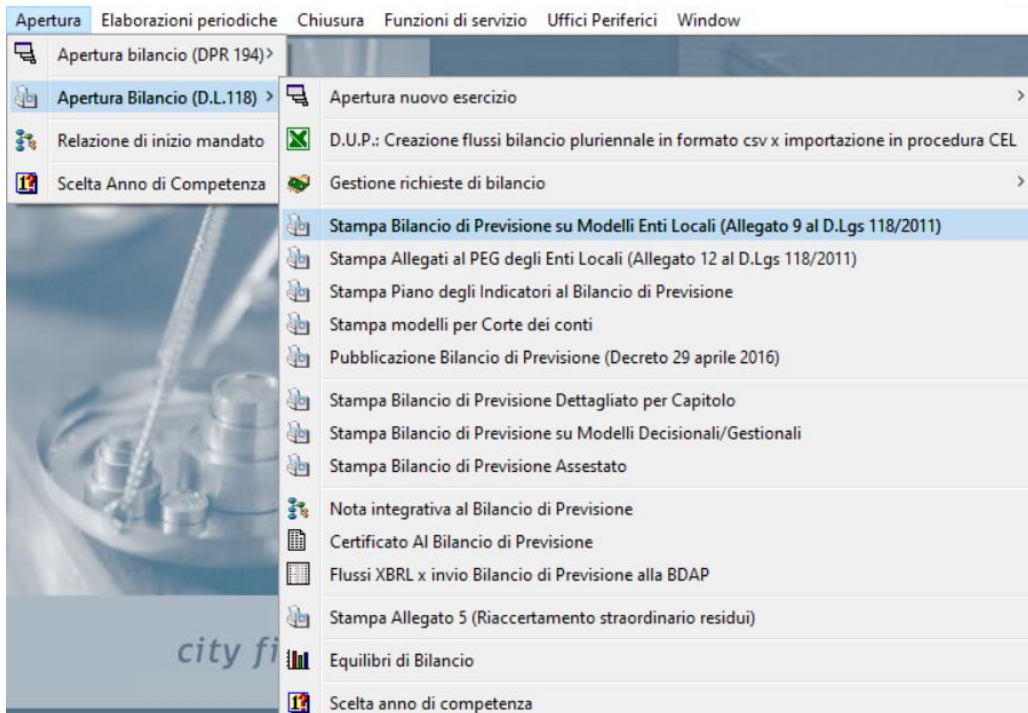 Apertura Elaborazioni periodiche Chiusura Funzioni di servizio Uffici Periferici Window
Apertura bilancio (DPR 194)
Apertura Bilancio (D.L.118)
Relazione di inizio mandato
Scelta Anno di Competenza
Apertura nuovo esercizio
D.U.P.: Creazione flussi bilancio pluriennale in formato csv x importazione in procedura CEL
Gestione richieste di bilancio
Stampa Bilancio di Previsione su Modelli Enti Locali (Allegato 9 al D.Lgs 118/2011)
Stampa Allegati al PEG degli Enti Locali (Allegato 12 al D.Lgs 118/2011)
Stampa Piano degli Indicatori al Bilancio di Previsione
Stampa modelli per Corte dei conti
Pubblicazione Bilancio di Previsione (Decreto 29 aprile 2016)
Stampa Bilancio di Previsione Dettagliato per Capitolo
Stampa Bilancio di Previsione su Modelli Decisionali/Gestionali
Stampa Bilancio di Previsione Assestato
Nota integrativa al Bilancio di Previsione
Certificato Al Bilancio di Previsione
Flussi XBRL x invio Bilancio di Previsione alla BDAP
Stampa Allegato 5 (Riaccertamento straordinario residui)
Equilibri di Bilancio
Scelta anno di competenza
city fi